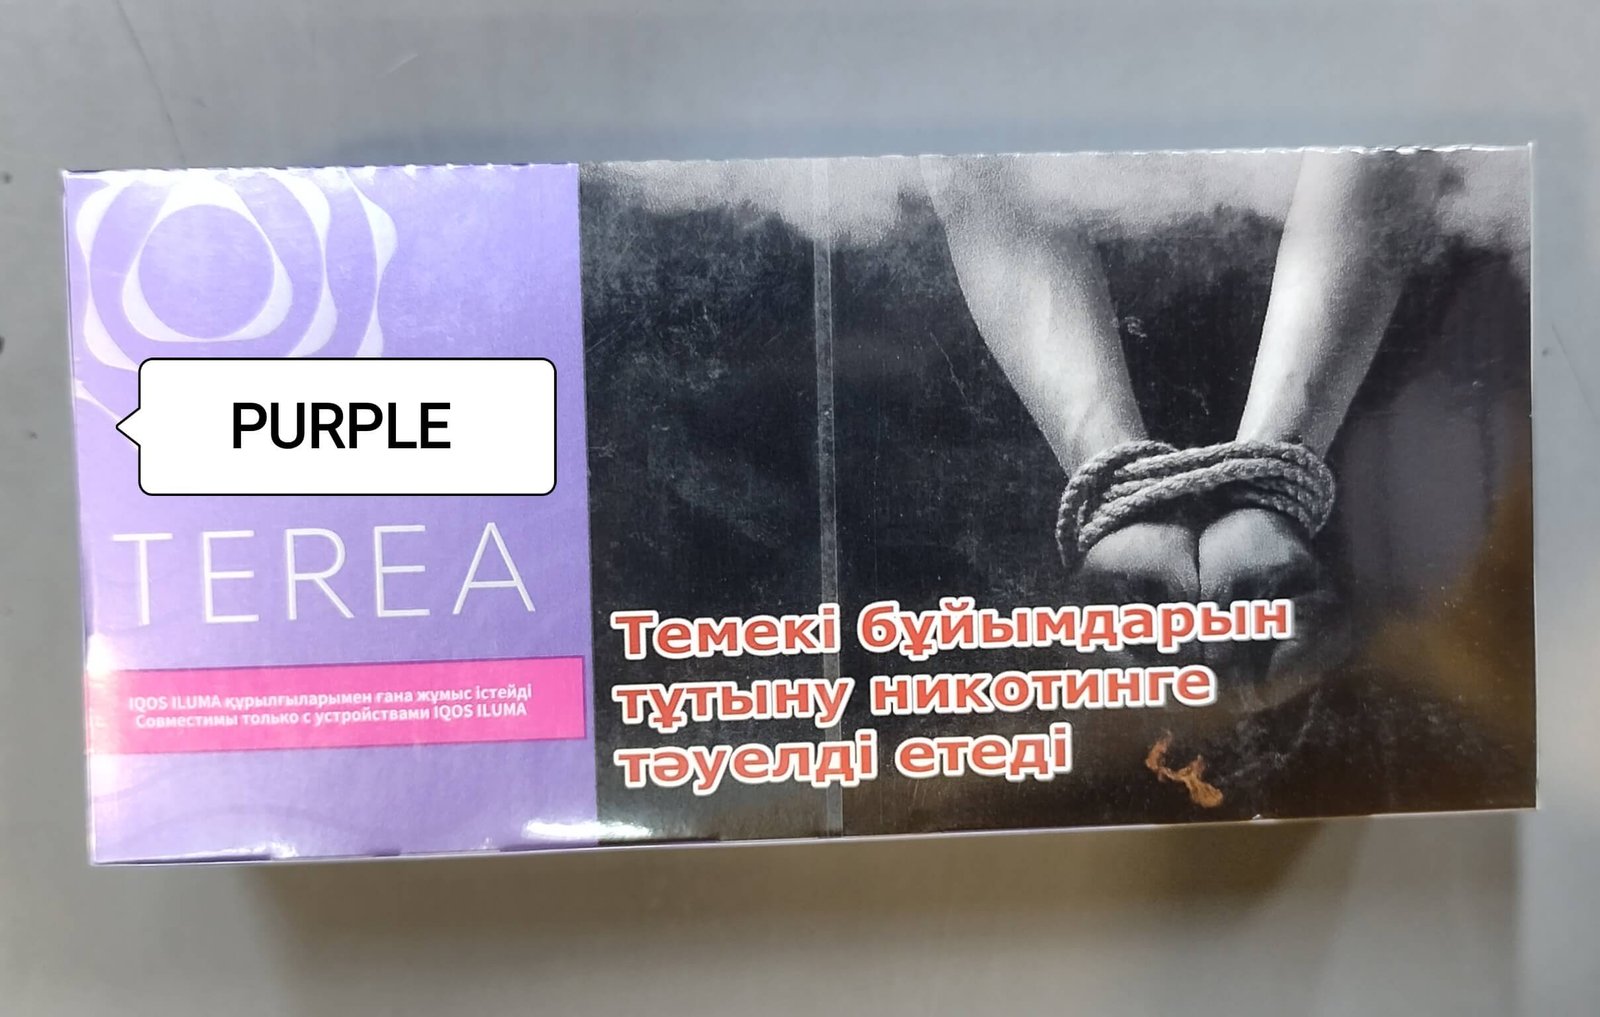 PURPLE
TEREA
IQOS ILUMA құрылғыларымен ғана жұмыс істейді
Совместимы только с устройствами IQOS ILUMA
Темекі бұйымдарын
тұтыну никотинге
тәуелді етеді